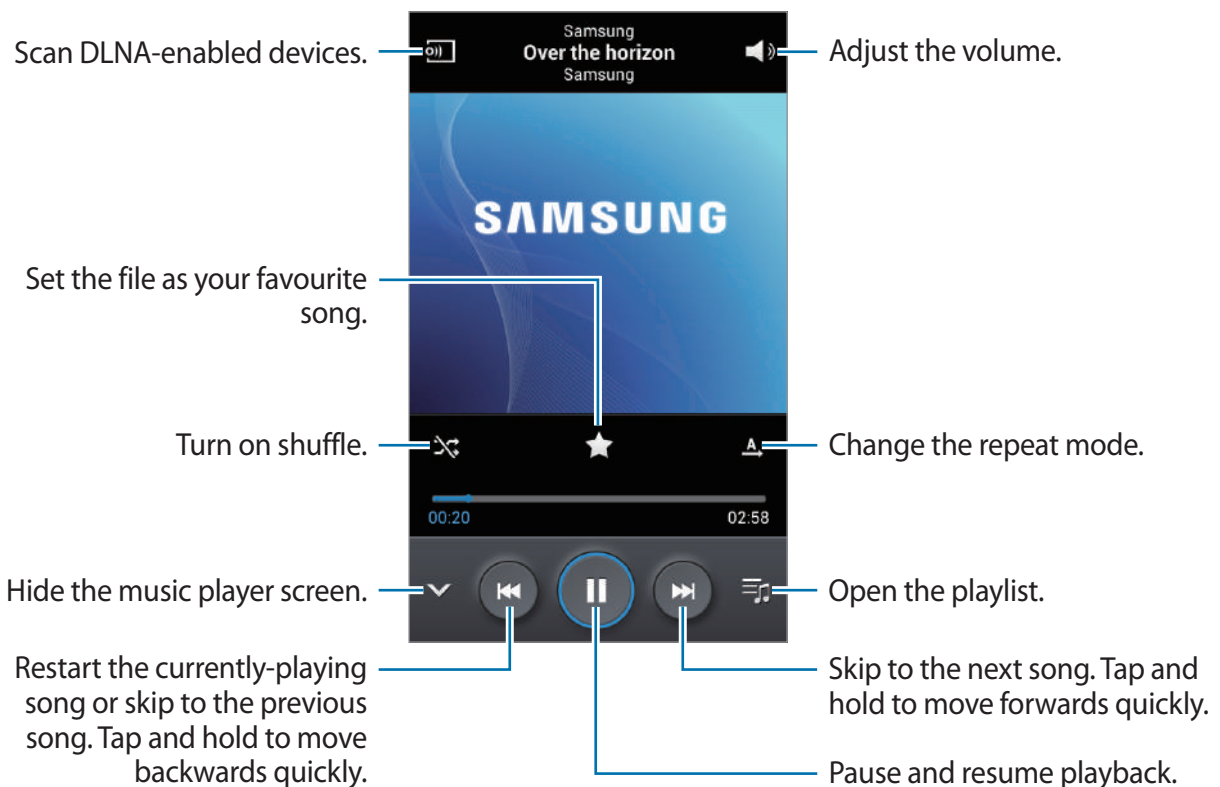 Samsung
Scan DLNA-enabled devices.
Over the horizon
Adjust the volume.
Samsung
SAMSUNG
Set the file as your favourite
song.
Turn on shuffle.
A
Change the repeat mode.
00:20
02:58
Hide the music player screen.
Open the playlist.
Restart the currently-playing
song or skip to the previous
song. Tap and hold to move
backwards quickly.
Skip to the next song. Tap and
hold to move forwards quickly.
Pause and resume playback.